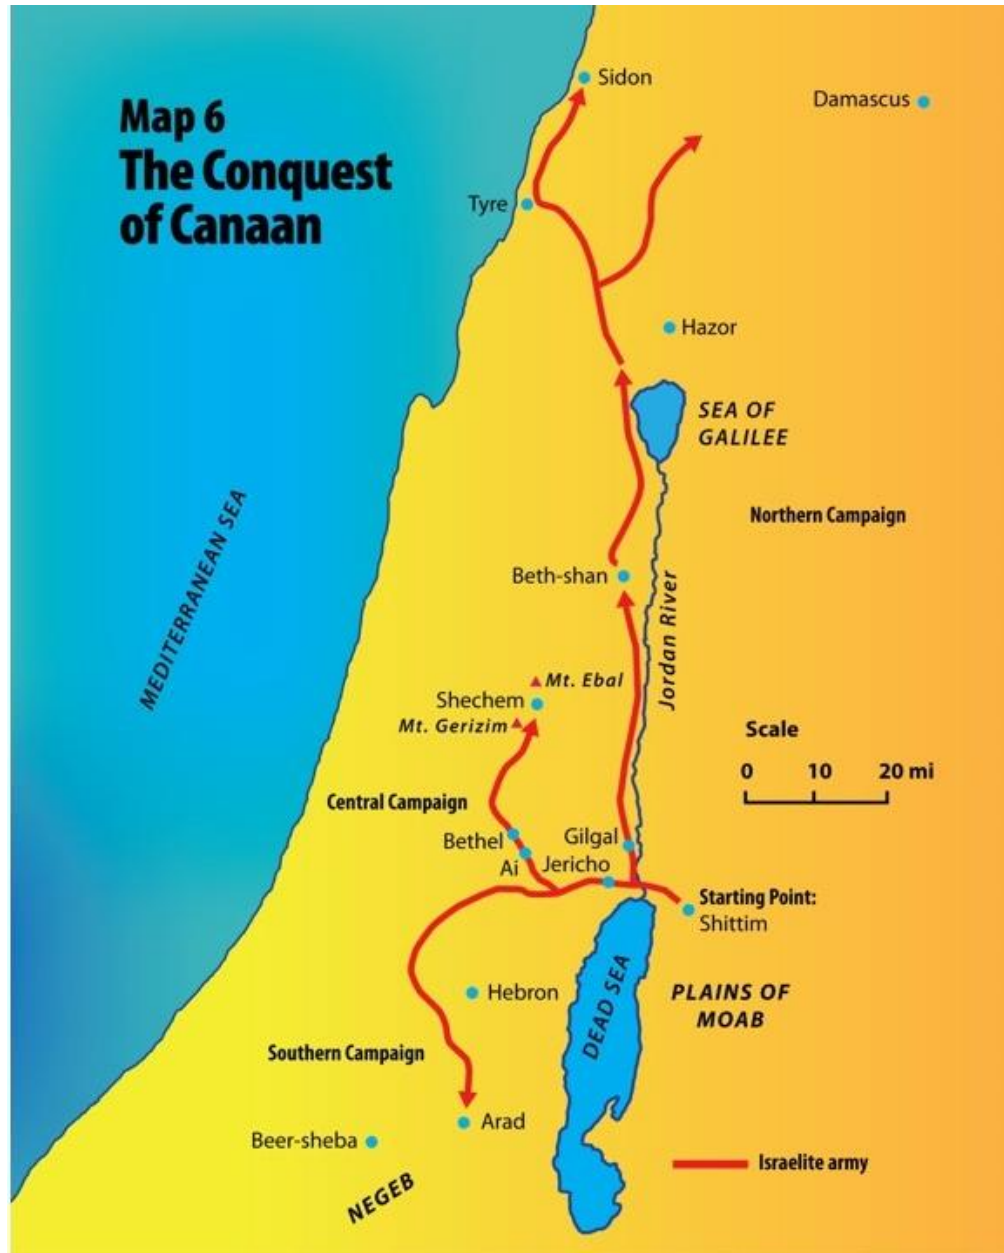 Map 6
The Conquest
of Canaan
Sidon
Damascus
Tyre
Hazor
SEA OF
GALILEE
MEDITERRANEAN SEA
Northern Campaign
Beth-shan
Jordan River
Mt. Ebal
Shechem
Mt. Gerizim
Scale
0 10 20 mi
Central Campaign
Bethel
Gilgal
Ai
Jericho
Starting Point:
Shittim
Hebron
DEAD SEA
PLAINS OF
MOAB
Southern Campaign
Arad
Beer-sheba
NEGEB
Israelite army